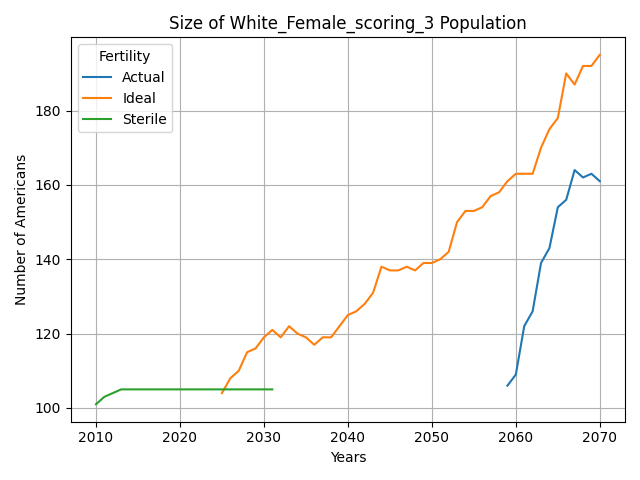 Size of White_Female_scoring_3 Population
Fertility
Actual
Ideal
Sterile
Number of Americans
180
160
140
120
100
2010 2020 2030 2040 2050 2060 2070
Years